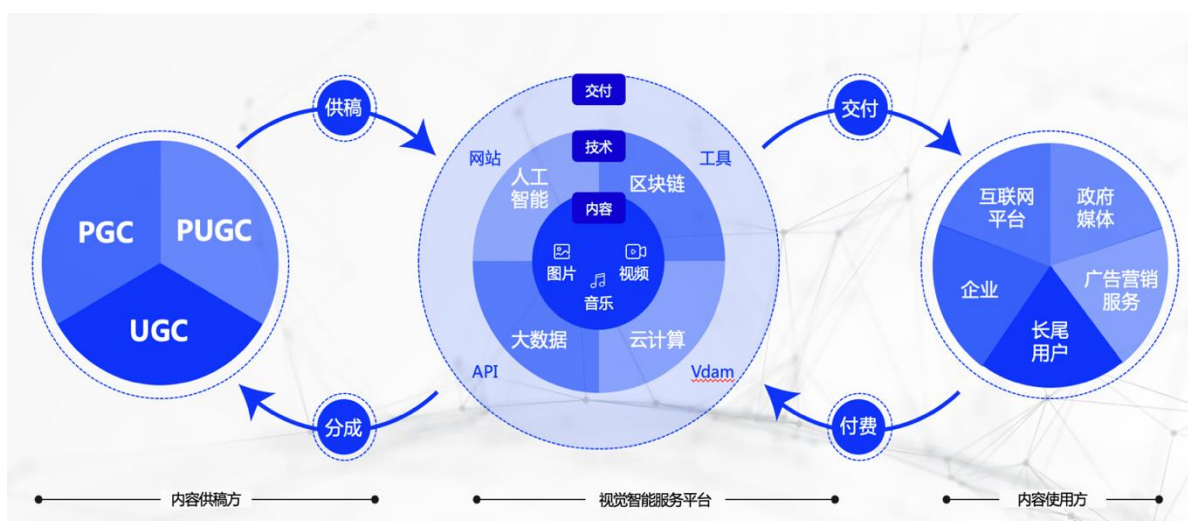 交付
供稿
交付
技术
网站
工具
人工
智能
区块链
互联网
平台
政府
媒体
内容
PGC
PUGC
图片
视频
音乐
企业
广告营销
服务
UGC
大数据
云计算
长尾
用户
API
Vdam
分成
付费
内容供稿方
视觉智能服务平台
内容使用方